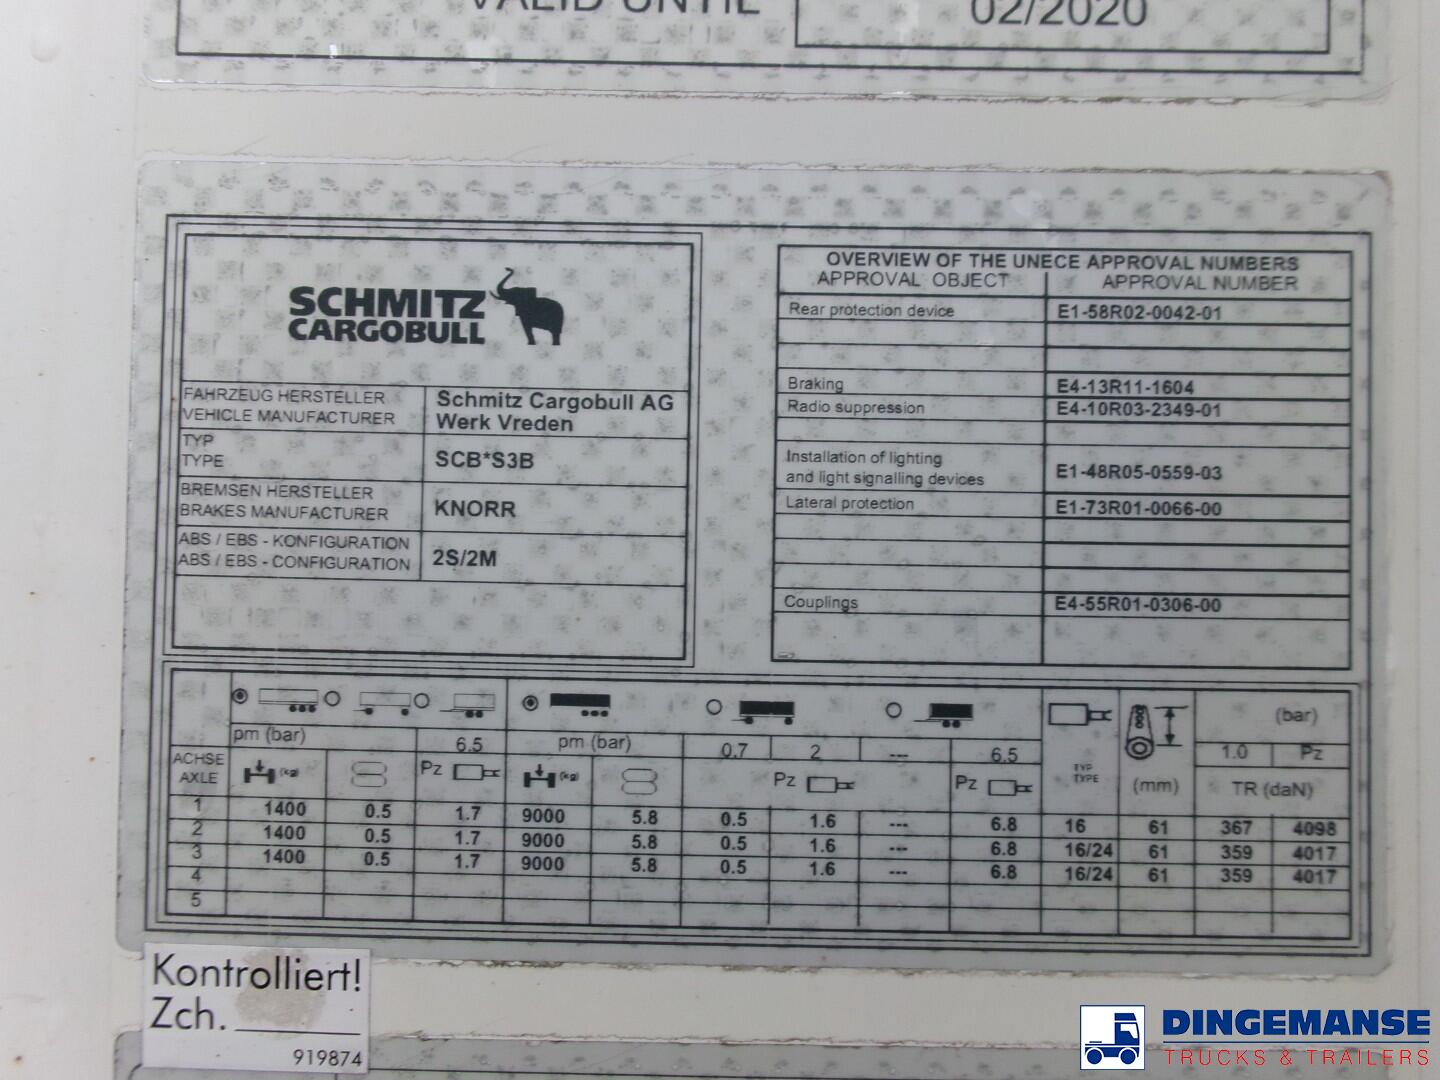 VALID UNTIL 02/2020
SCHMITZ
CARGOBULL
FAHRZEUG HERSTELLER
VEHICLE MANUFACTURER
Schmitz Cargobull AG
Werk Vreden
TYP
TYPE
SCB*S3B
BREMSEN HERSTELLER
BRAKES MANUFACTURER
KNORR
ABS / EBS - KONFIGURATION
ABS / EBS - CONFIGURATION
2S/2M
OVERVIEW OF THE UNECE APPROVAL NUMBERS
APPROVAL OBJECT APPROVAL NUMBER
Rear protection device E1-58R02-0042-01
Braking E4-13R11-1604
Radio suppression E4-10R03-2349-01
Installation of lighting
and light signalling devices E1-48R05-0559-03
Lateral protection E1-73R01-0066-00
Couplings E4-55R01-0306-00
(bar)
pm (bar) 6.5 pm (bar) 0.7 2 --- 6.5 1.0 Pz
ACHSE
AXLE
(kg) Pz (kg) Pz Pz TYP
TYPE
(mm) TR (daN)
1 1400 0.5 1.7 9000 5.8 0.5 1.6 --- 6.8 16 61 367 4098
2 1400 0.5 1.7 9000 5.8 0.5 1.6 --- 6.8 16/24 61 359 4017
3 1400 0.5 1.7 9000 5.8 0.5 1.6 --- 6.8 16/24 61 359 4017
4
5
Kontrolliert!
Zch.
919874
DINGEMANSE
TRUCKS & TRAILERS